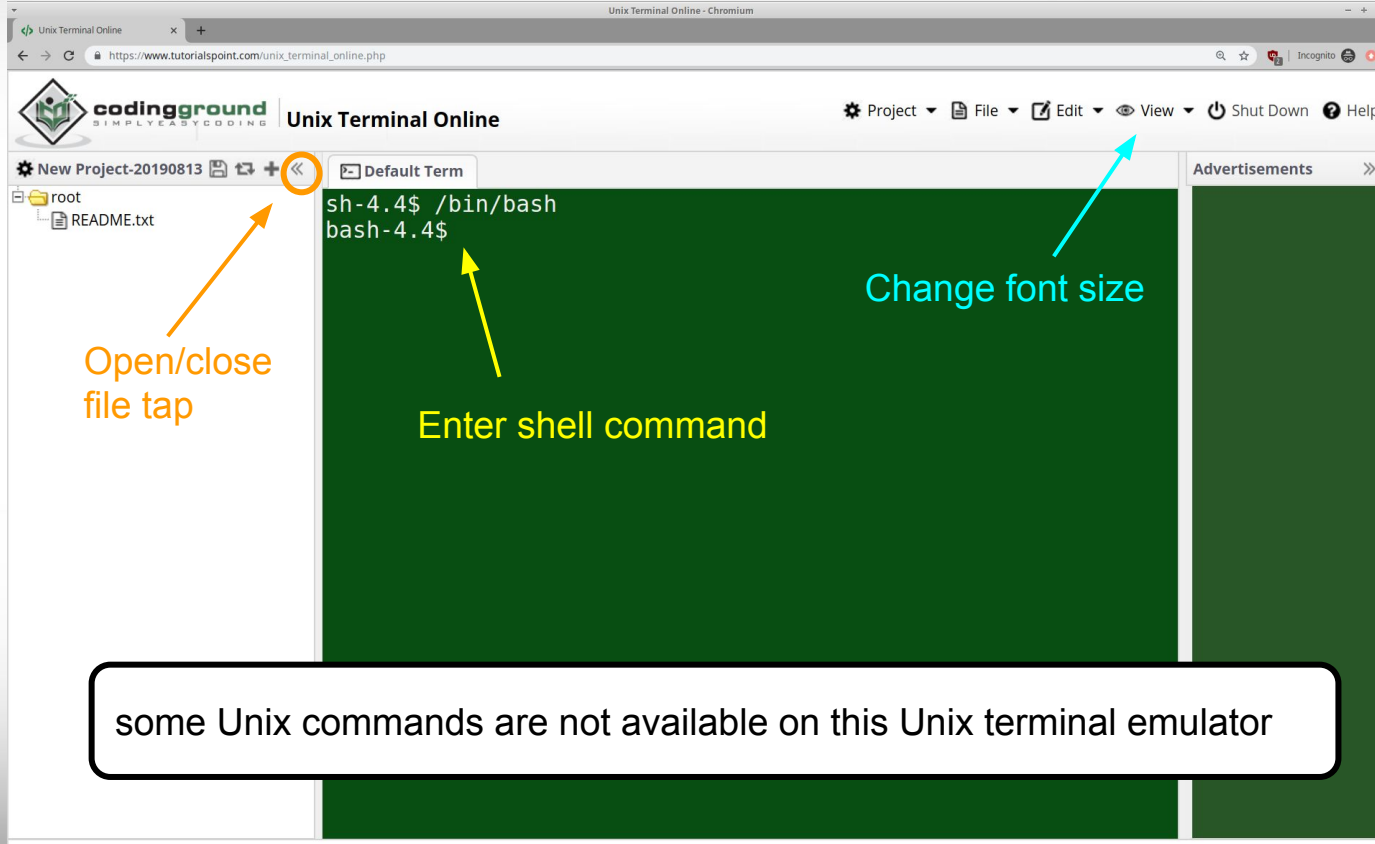 Unix Terminal Online - Chromium
</> Unix Terminal Online × +
https://www.tutorialspoint.com/unix_terminal_online.php
Incognito
codingground
SIMPLYEASYCODING
Unix Terminal Online
Project File Edit View Shut Down Help
New Project-20190813
Default Term
Advertisements
root
README.txt
sh-4.4$ /bin/bash
bash-4.4$
Change font size
Open/close
file tap
Enter shell command
some Unix commands are not available on this Unix terminal emulator